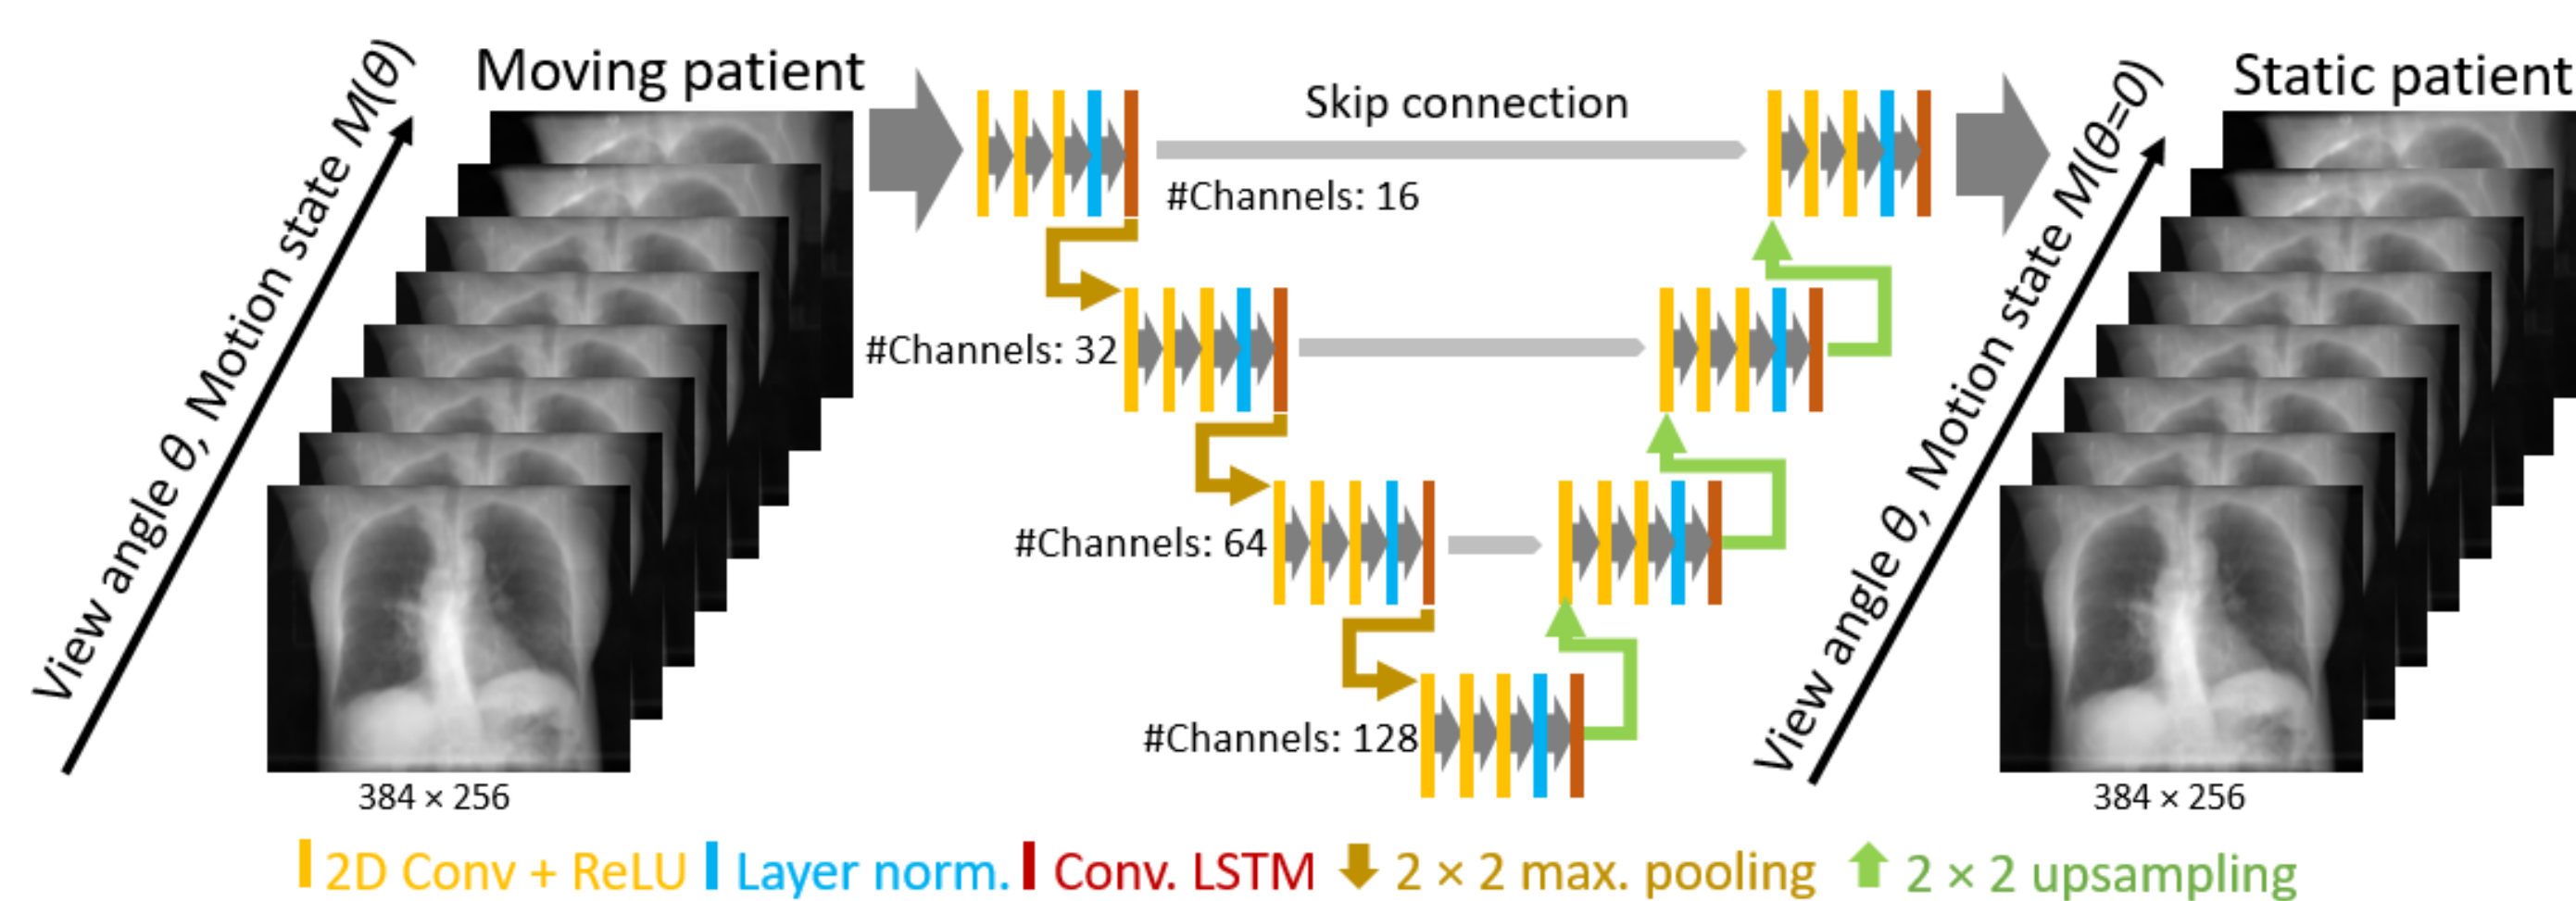 View angle θ, Motion state M(θ)
Moving patient
384 × 256
Skip connection
#Channels: 16
#Channels: 32
#Channels: 64
#Channels: 128
View angle θ, Motion state M(θ=0)
Static patient
384 × 256
2D Conv + ReLU
Layer norm.
Conv. LSTM
2 × 2 max. pooling
2 × 2 upsampling